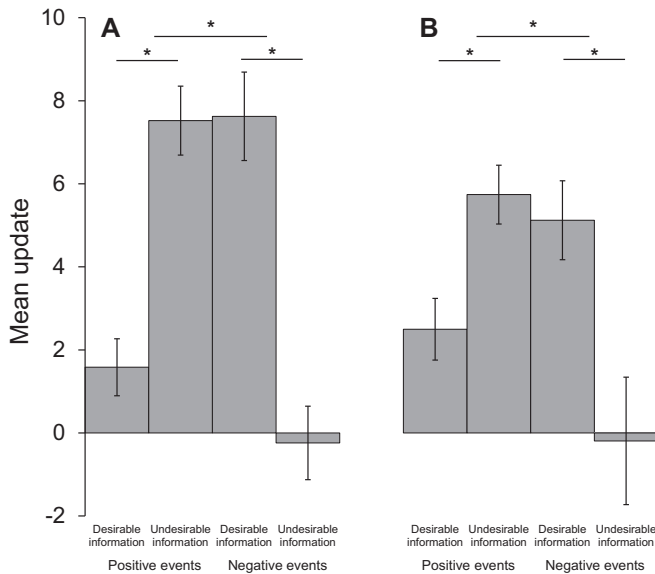 A
B
*
*
*
*
*
*
Mean update
10
8
6
4
2
0
-2
Desirable information
Undesirable information
Desirable information
Undesirable information
Positive events
Negative events
Desirable information
Undesirable information
Desirable information
Undesirable information
Positive events
Negative events